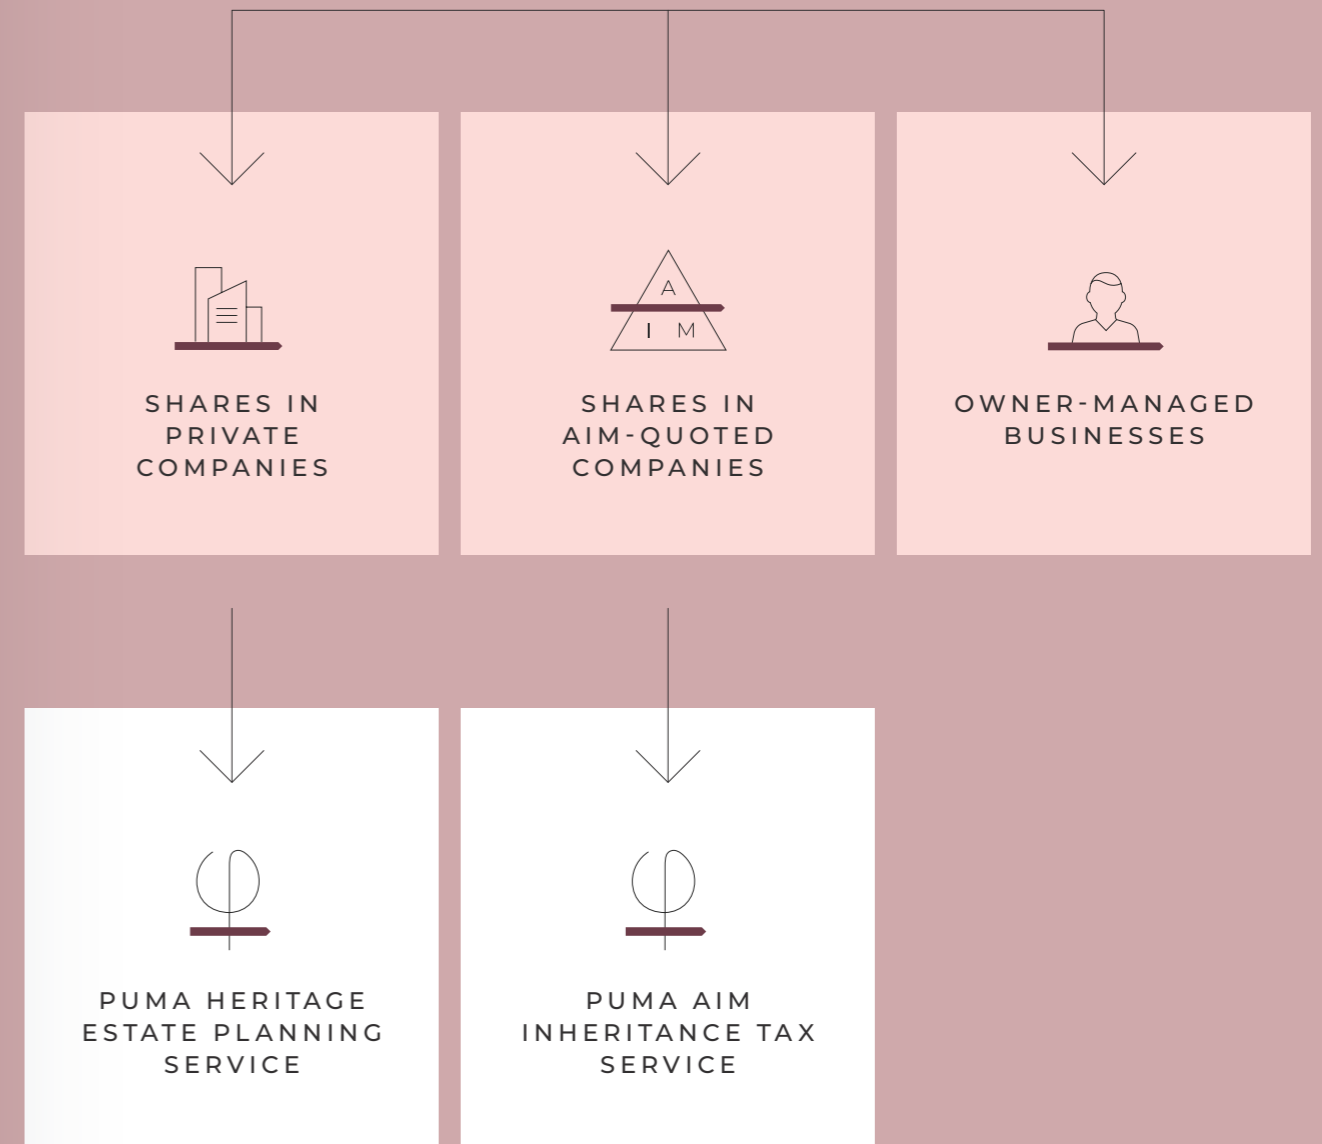 SHARES IN
PRIVATE
COMPANIES
A
I M
SHARES IN
AIM-QUOTED
COMPANIES
OWNER-MANAGED
BUSINESSES
PUMA HERITAGE
ESTATE PLANNING
SERVICE
PUMA AIM
INHERITANCE TAX
SERVICE